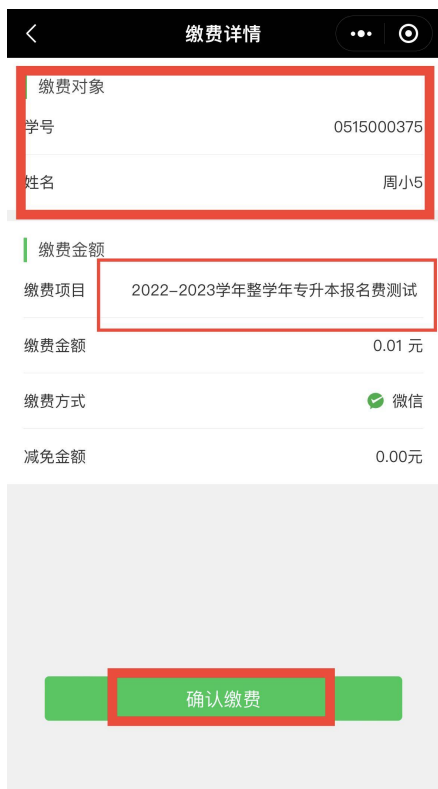 缴费详情
缴费对象
学号 0515000375
姓名 周小5
缴费金额
缴费项目 2022-2023学年整学年专升本报名费测试
缴费金额 0.01 元
缴费方式 微信
减免金额 0.00元
确认缴费